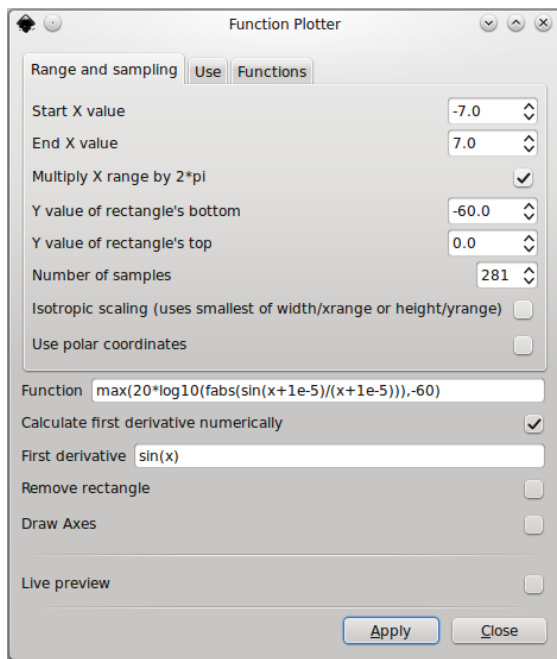 Function Plotter
Range and sampling Use Functions
Start X value -7.0
End X value 7.0
Multiply X range by 2*pi
Y value of rectangle's bottom -60.0
Y value of rectangle's top 0.0
Number of samples 281
Isotropic scaling (uses smallest of width/xrange or height/yrange)
Use polar coordinates
Function max(20*log10(fabs(sin(x+1e-5)/(x+1e-5))),-60)
Calculate first derivative numerically
First derivative sin(x)
Remove rectangle
Draw Axes
Live preview
Apply Close